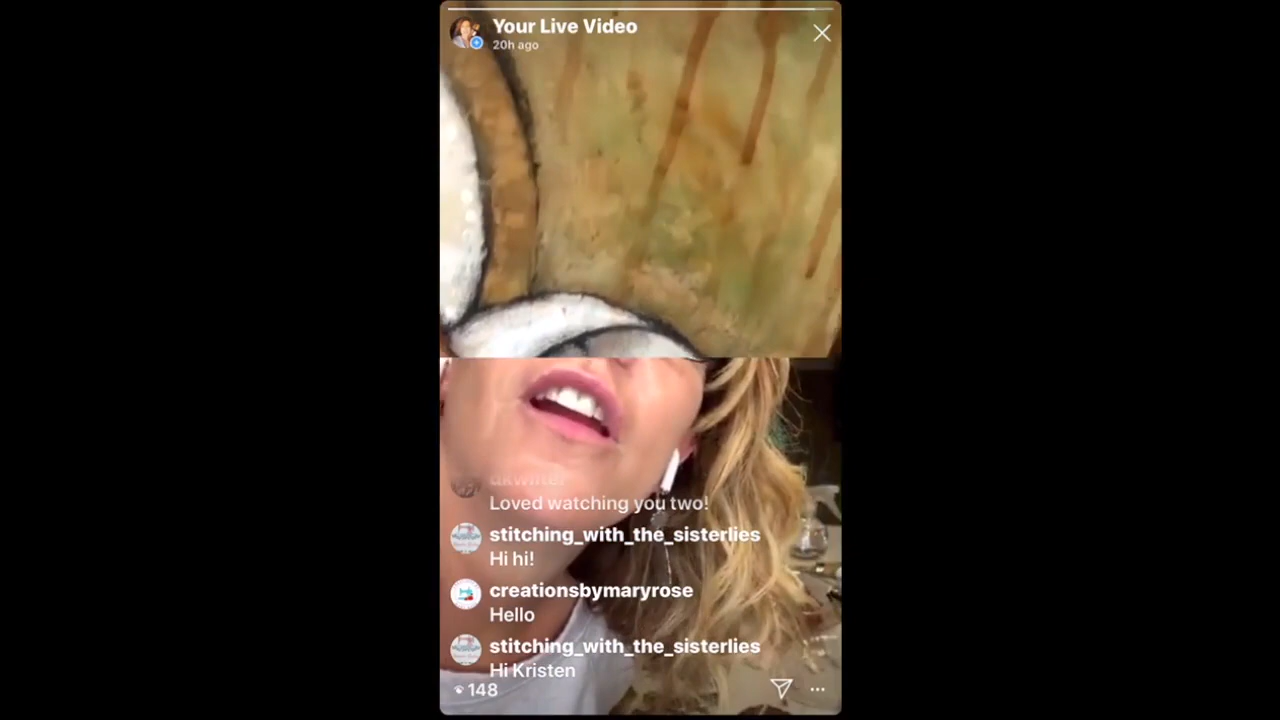 Your Live Video
20h ago
Loved watching you two!
stitching_with_the_sisterlies
Hi hi!
creationsbymaryrose
Hello
stitching_with_the_sisterlies
Hi Kristen
148